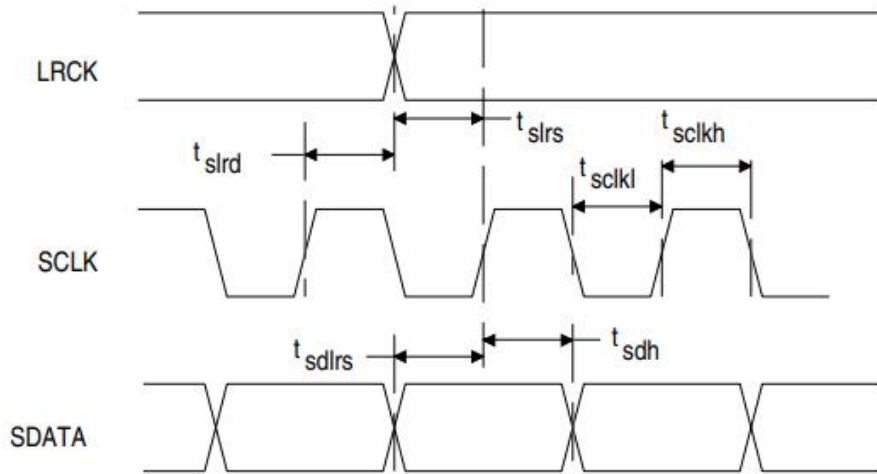 LRCK
t slrs
t sclkh
t slrd
t sclkl
SCLK
t sdlrs
t sdh
SDATA